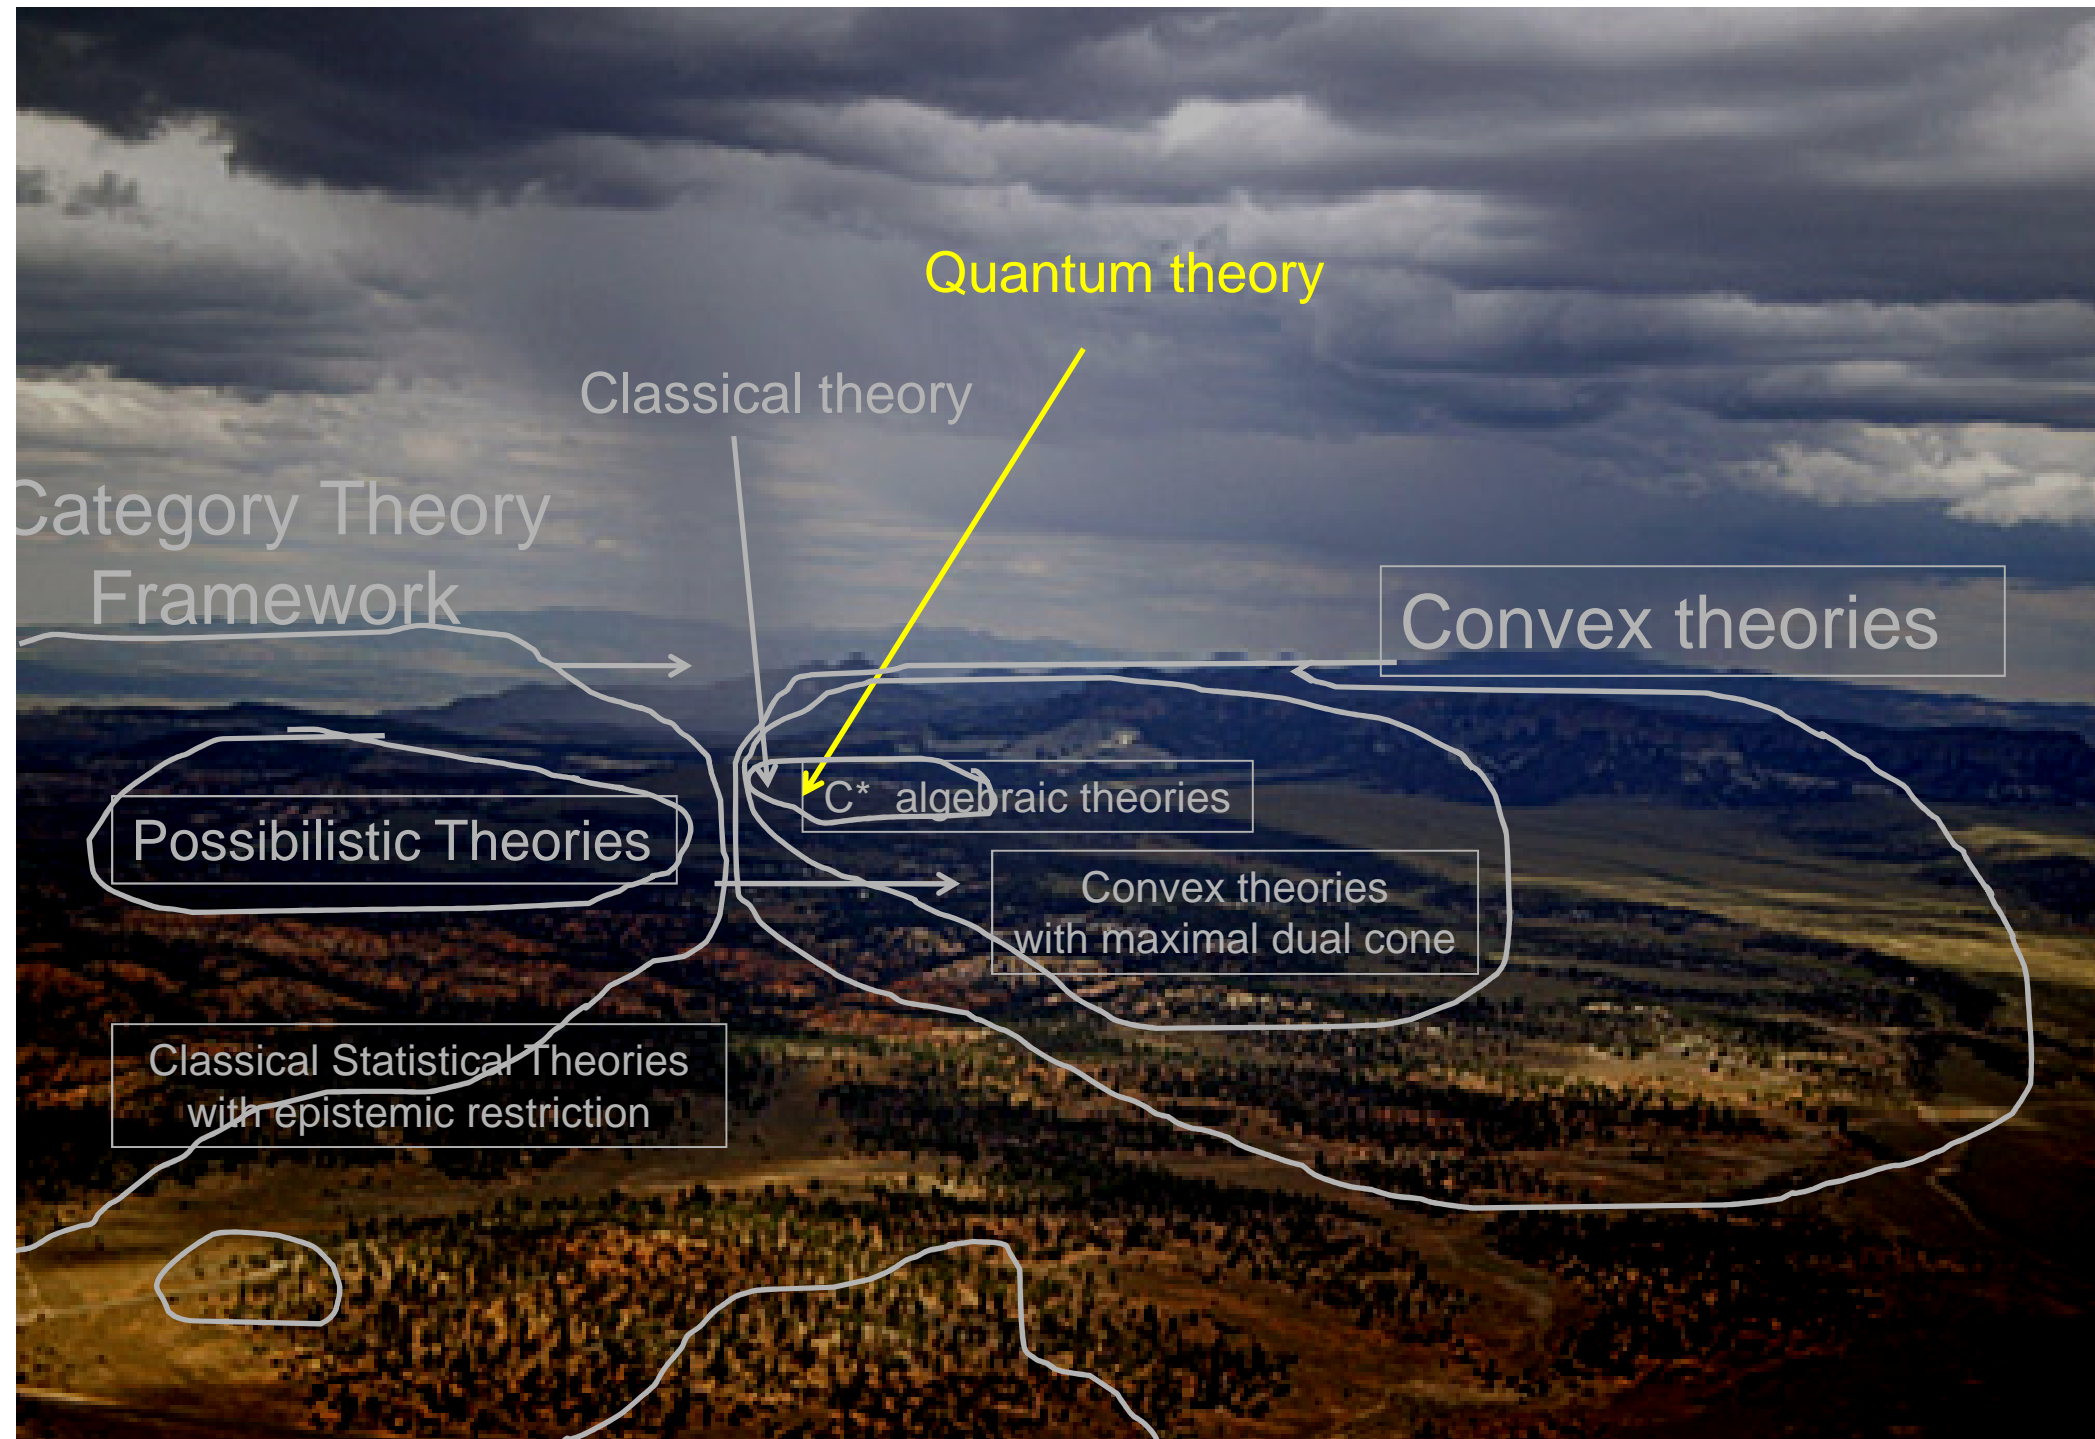 Quantum theory
Classical theory
Category Theory
Framework
Convex theories
C* algebraic theories
Possibilistic Theories
Convex theories
with maximal dual cone
Classical Statistical Theories
with epistemic restriction